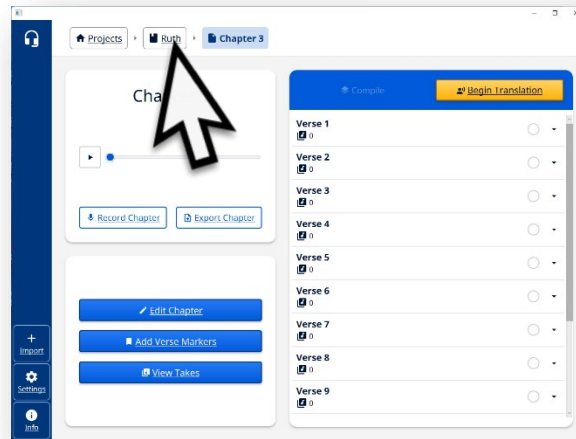 Projects
Ruth
Chapter 3
Compile
Begin Translation
Record Chapter
Export Chapter
Edit Chapter
Add Verse Markers
View Takes
Verse 1
0
Verse 2
0
Verse 3
0
Verse 4
0
Verse 5
0
Verse 6
0
Verse 7
0
Verse 8
0
Verse 9
0
Import
Settings
Info